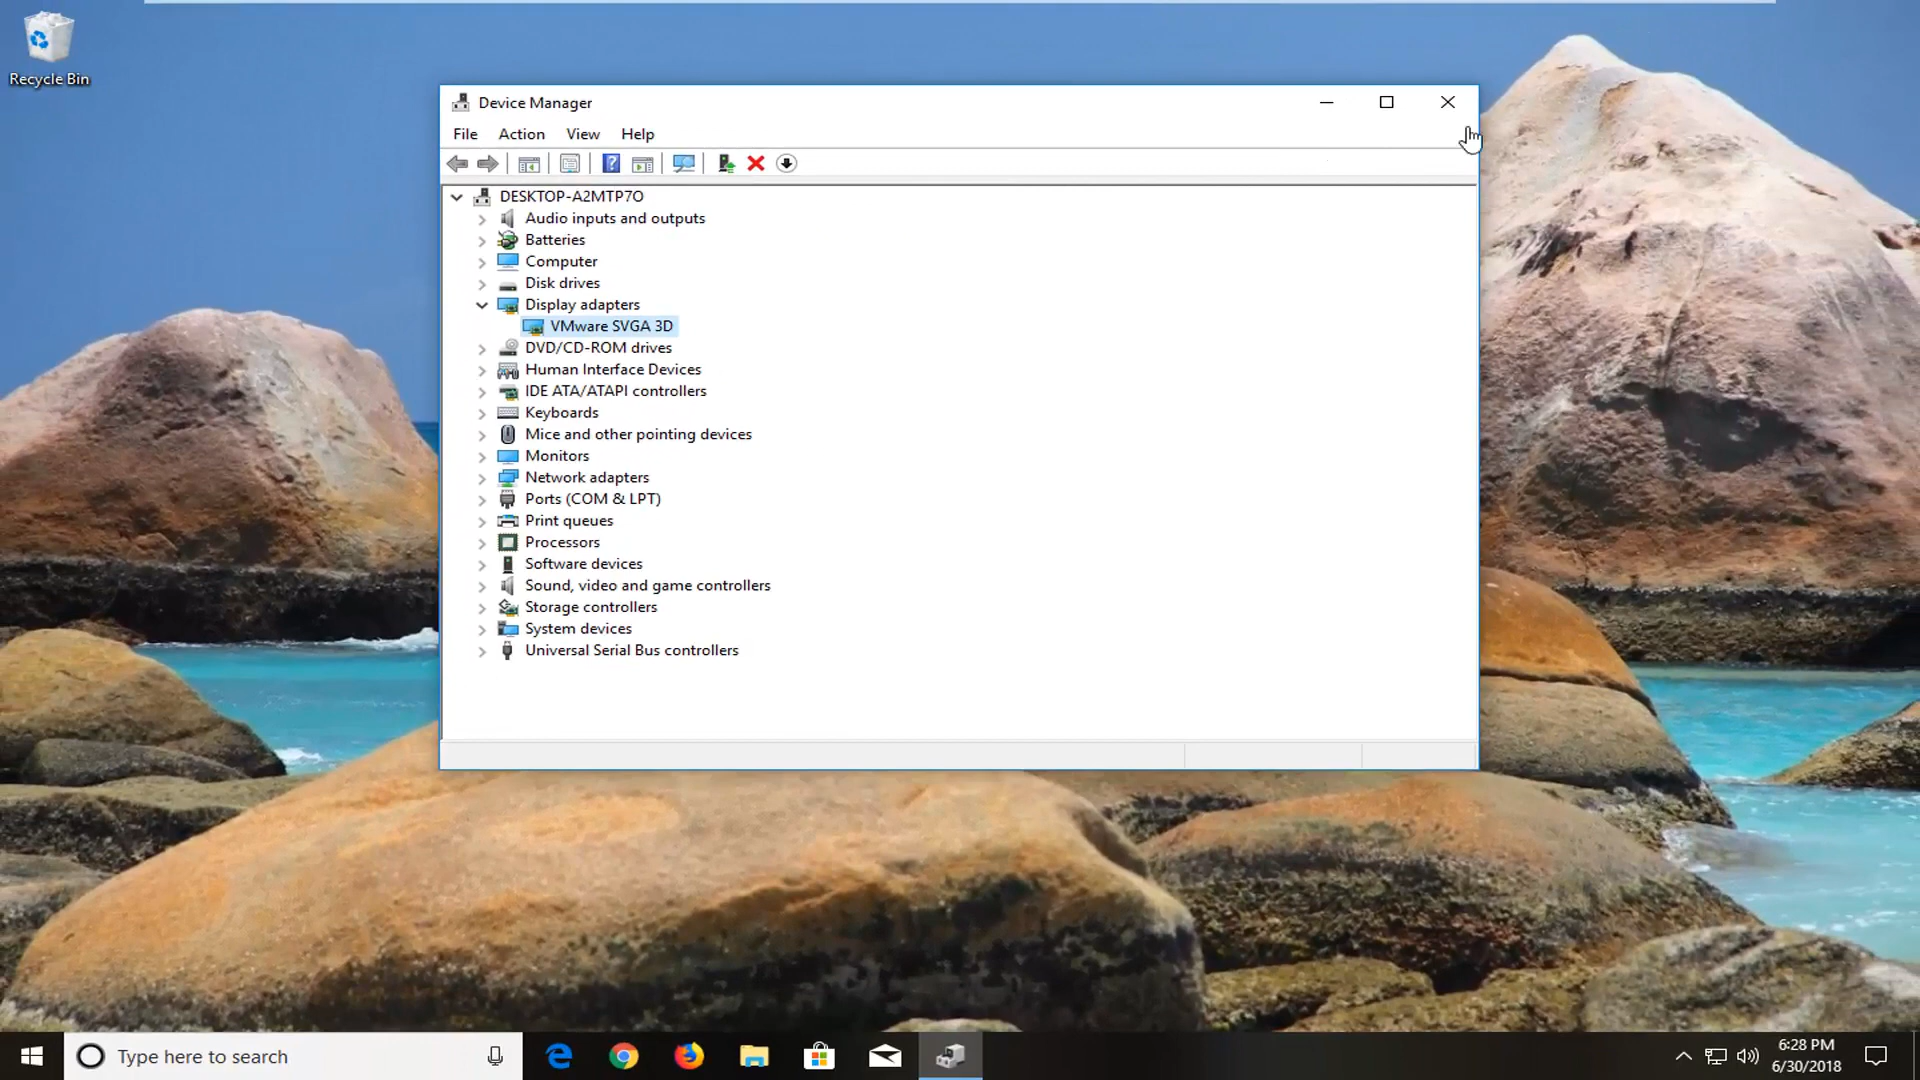 Recycle Bin
Device Manager
File Action View Help
DESKTOP-A2MTP7O
Audio inputs and outputs
Batteries
Computer
Disk drives
Display adapters
VMware SVGA 3D
DVD/CD-ROM drives
Human Interface Devices
IDE ATA/ATAPI controllers
Keyboards
Mice and other pointing devices
Monitors
Network adapters
Ports (COM & LPT)
Print queues
Processors
Software devices
Sound, video and game controllers
Storage controllers
System devices
Universal Serial Bus controllers
Type here to search
6:28 PM
6/30/2018